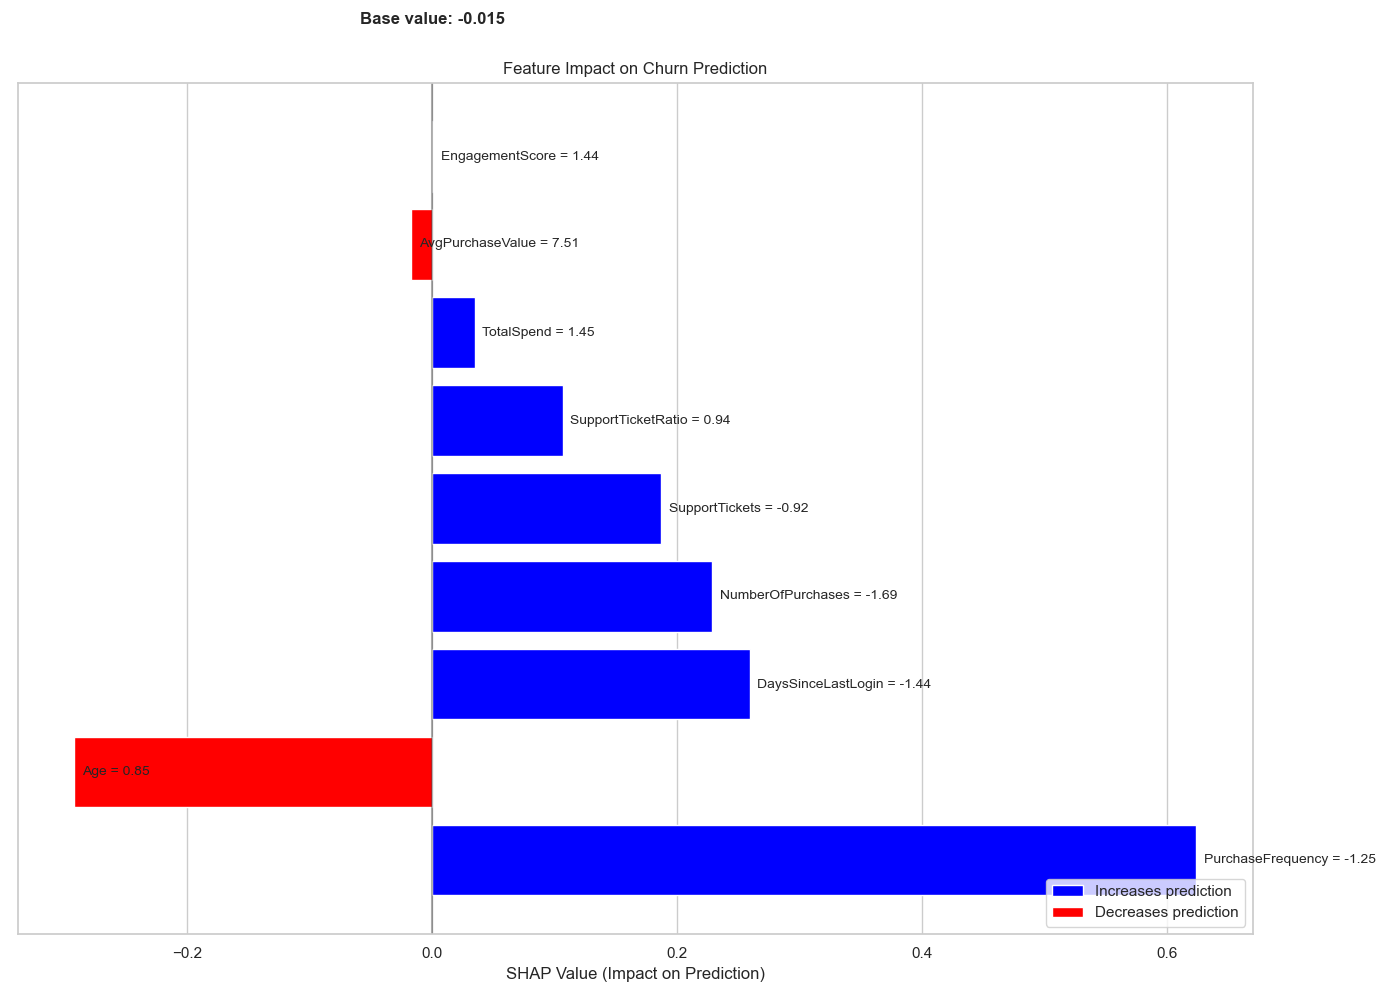 Base value: -0.015
Feature Impact on Churn Prediction
EngagementScore = 1.44
AvgPurchaseValue = 7.51
TotalSpend = 1.45
SupportTicketRatio = 0.94
SupportTickets = -0.92
NumberOfPurchases = -1.69
DaysSinceLastLogin = -1.44
Age = 0.85
PurchaseFrequency = -1.25
Increases prediction
Decreases prediction
−0.2 0.0 0.2 0.4 0.6
SHAP Value (Impact on Prediction)